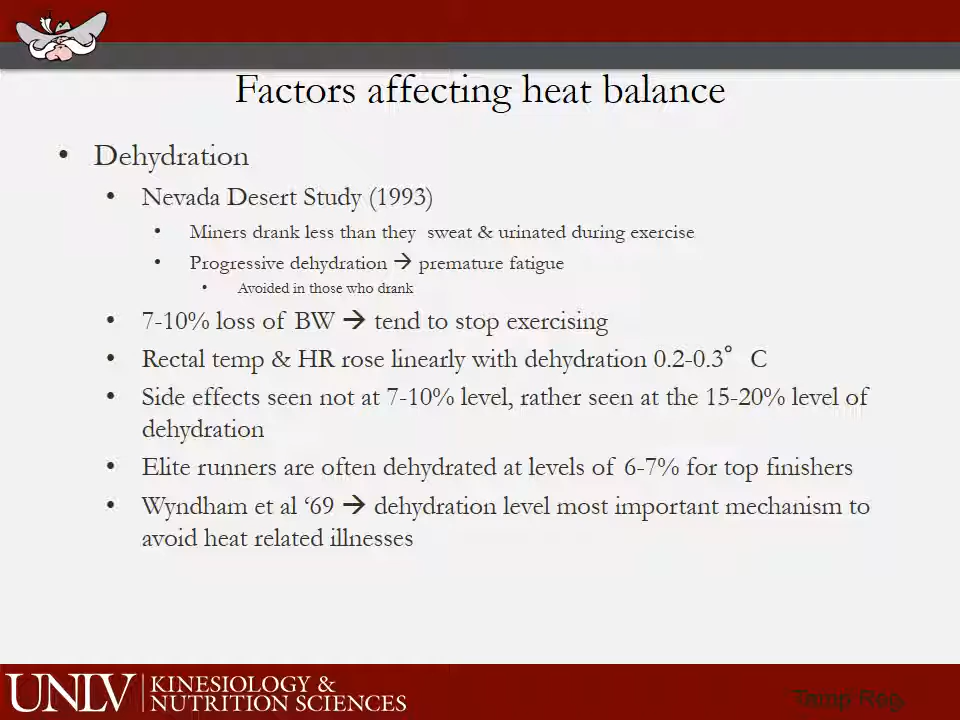 Factors affecting heat balance
• Dehydration
• Nevada Desert Study (1993)
• Miners drank less than they sweat & urinated during exercise
• Progressive dehydration → premature fatigue
• Avoided in those who drank
• 7-10% loss of BW → tend to stop exercising
• Rectal temp & HR rose linearly with dehydration 0.2-0.3° C
• Side effects seen not at 7-10% level, rather seen at the 15-20% level of
dehydration
• Elite runners are often dehydrated at levels of 6-7% for top finishers
• Wyndham et al ‘69 → dehydration level most important mechanism to
avoid heat related illnesses
UNLV
KINESIOLOGY &
NUTRITION SCIENCES
Temp Reg.